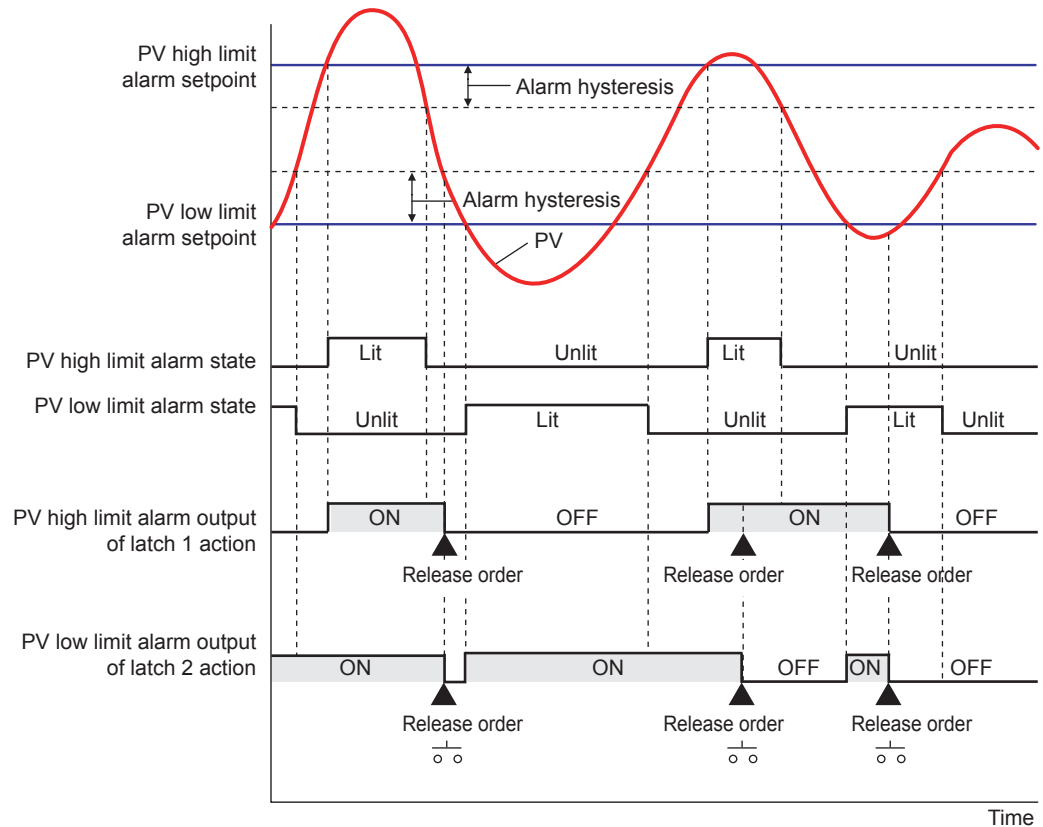 PV high limit
alarm setpoint
Alarm hysteresis
Alarm hysteresis
PV low limit
alarm setpoint
PV
PV high limit alarm state
Lit
Unlit
Lit
Unlit
PV low limit alarm state
Unlit
Lit
Unlit
Lit
Unlit
PV high limit alarm output
of latch 1 action
ON
OFF
ON
OFF
Release order
Release order
Release order
PV low limit alarm output
of latch 2 action
ON
ON
OFF
ON
OFF
Release order
Release order
Release order
Time